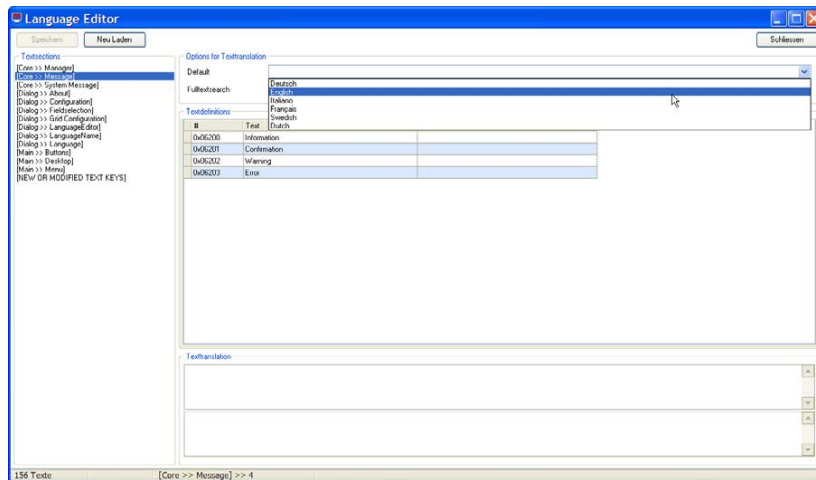 Language Editor
Speichern
Neu Laden
Schliessen
Textsections
[Core >> Manager]
[Core >> Message]
[Core >> System Message]
[Dialog >> About]
[Dialog >> Configuration]
[Dialog >> Fieldselection]
[Dialog >> Grid Configuration]
[Dialog >> LanguageEditor]
[Dialog >> LanguageName]
[Dialog >> Language]
[Main >> Buttons]
[Main >> Desktop]
[Main >> Menu]
[NEW OR MODIFIED TEXT KEYS]
Options for Texttranslation
Default
Deutsch
English
Italiano
Français
Swedish
Dutch
Fulltextsearch
Textdefinitions
# Text
0x06200 Information
0x06201 Confirmation
0x06202 Warning
0x06203 Error
Texttranslation
156 Texte
[Core >> Message] >> 4